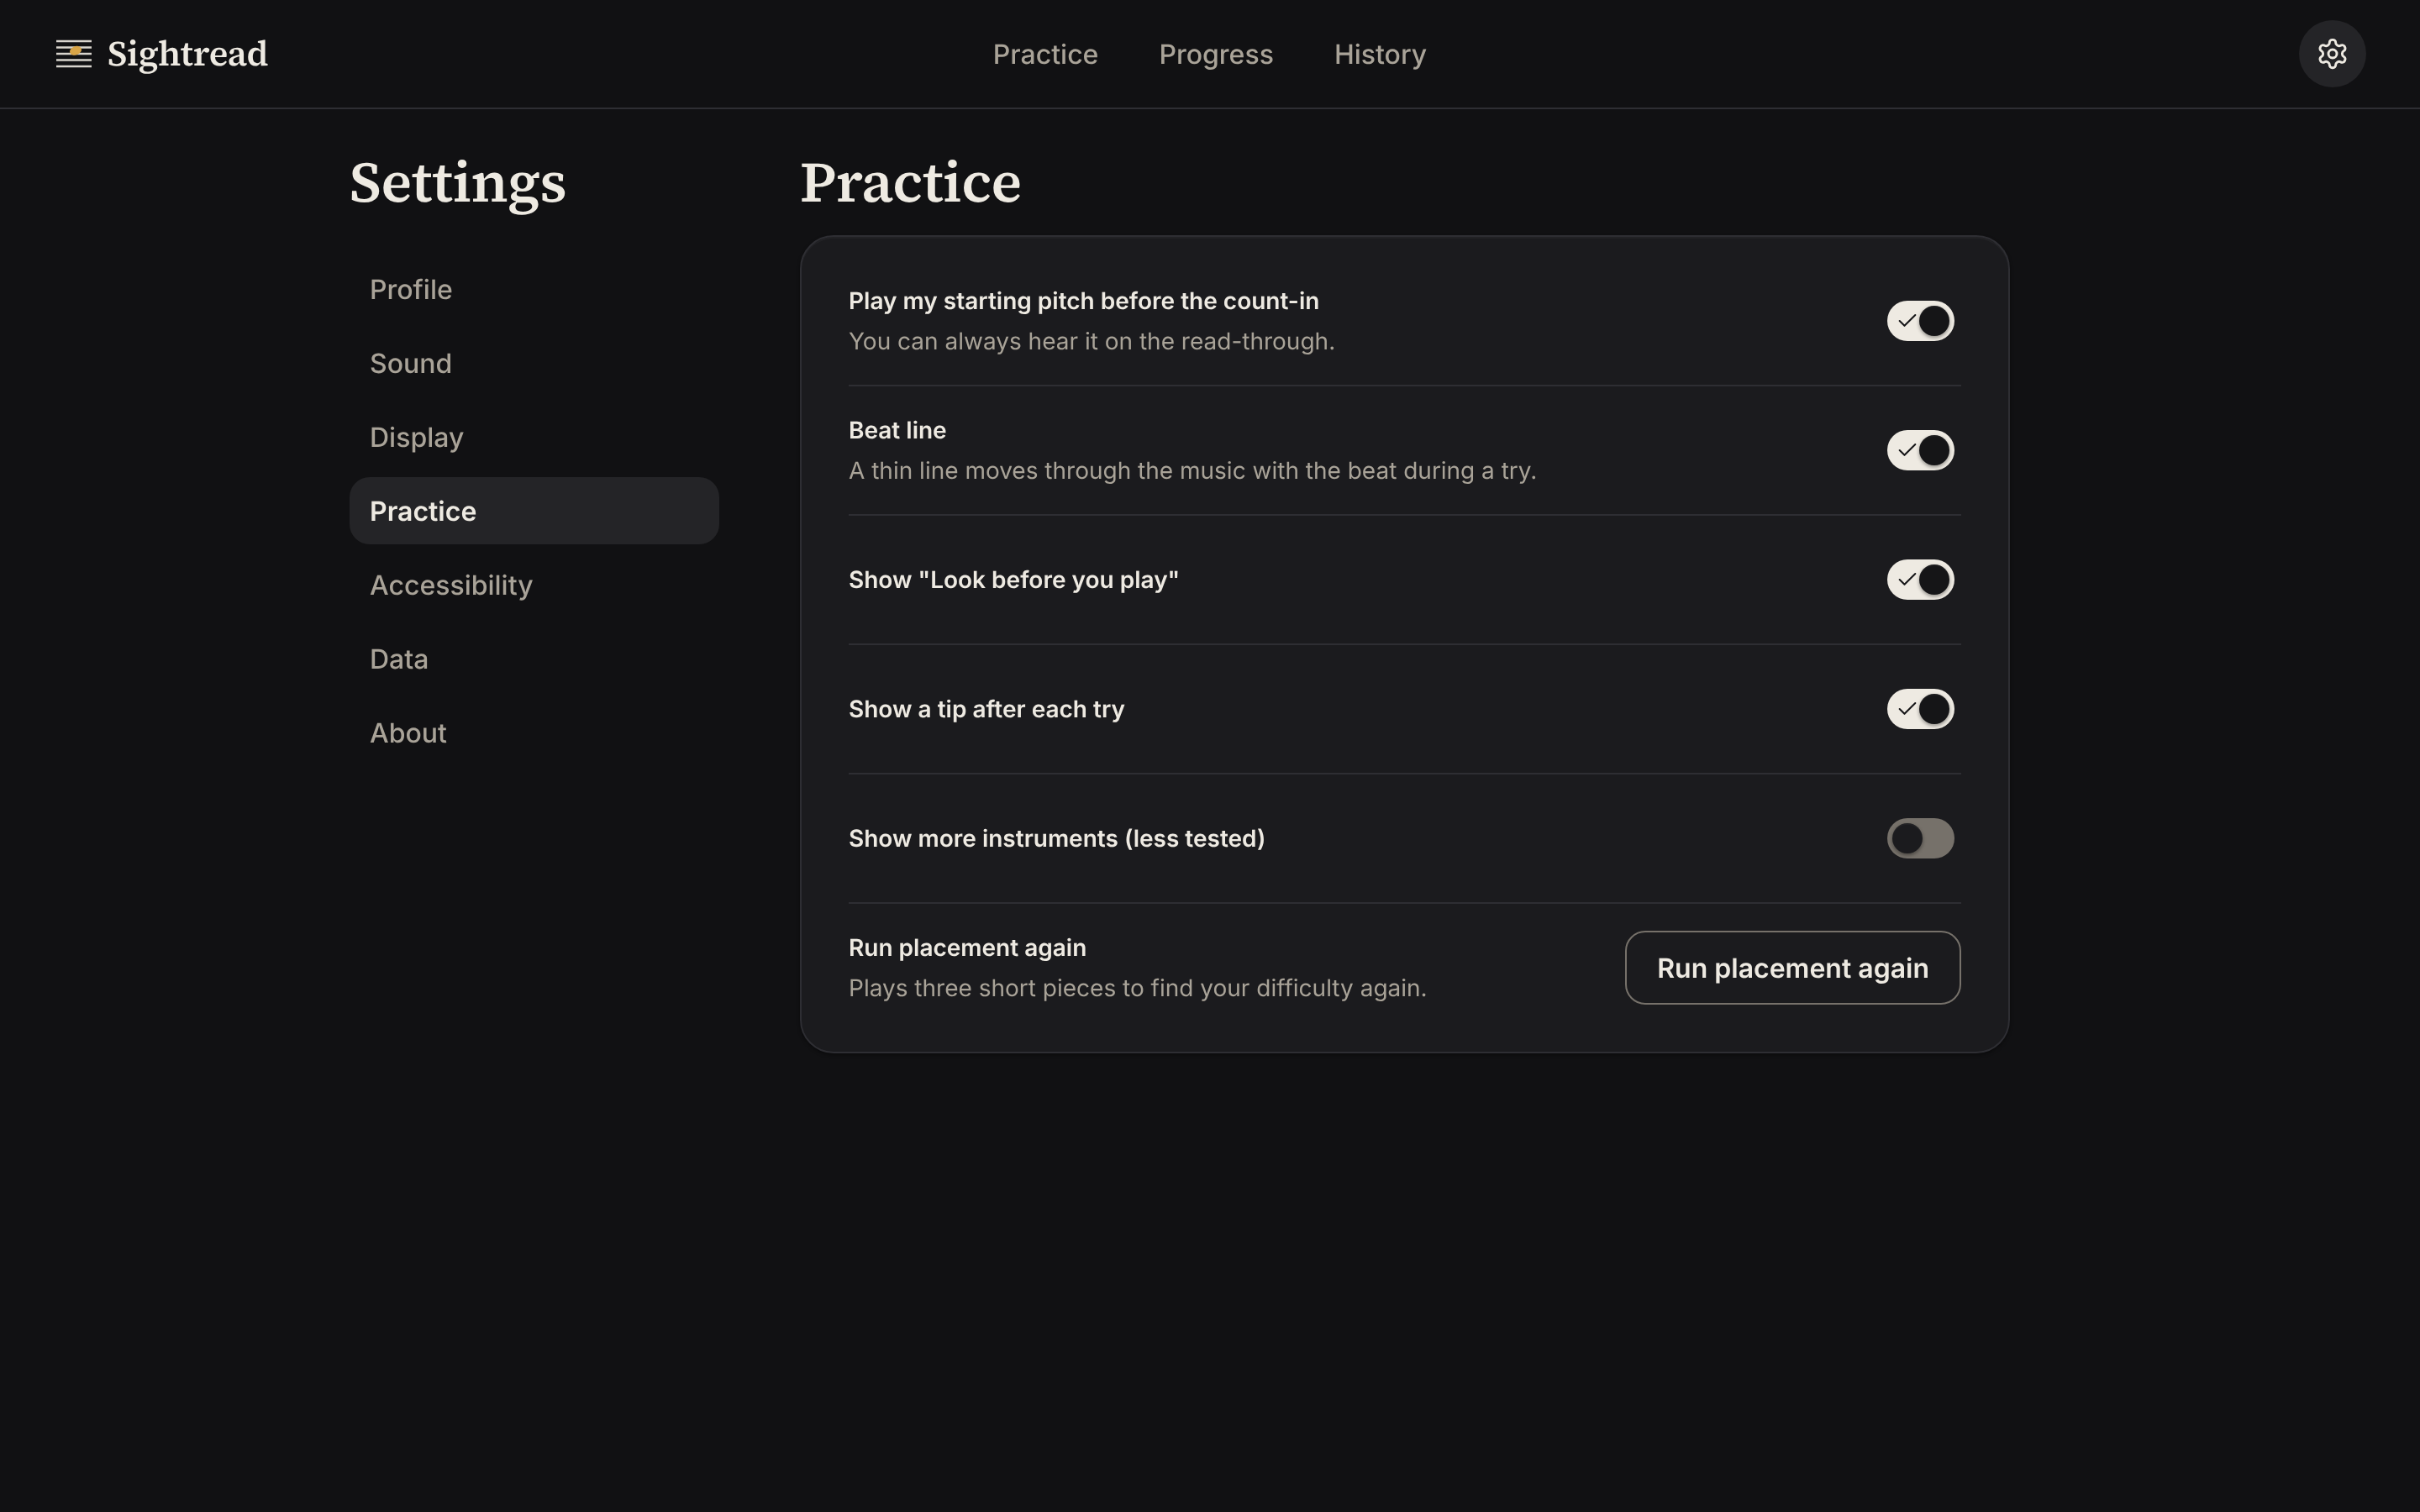 Sightread
Practice
Progress
History
Settings
Profile
Sound
Display
Practice
Accessibility
Data
About
Practice
Play my starting pitch before the count-in
You can always hear it on the read-through.
Beat line
A thin line moves through the music with the beat during a try.
Show "Look before you play"
Show a tip after each try
Show more instruments (less tested)
Run placement again
Plays three short pieces to find your difficulty again.
Run placement again